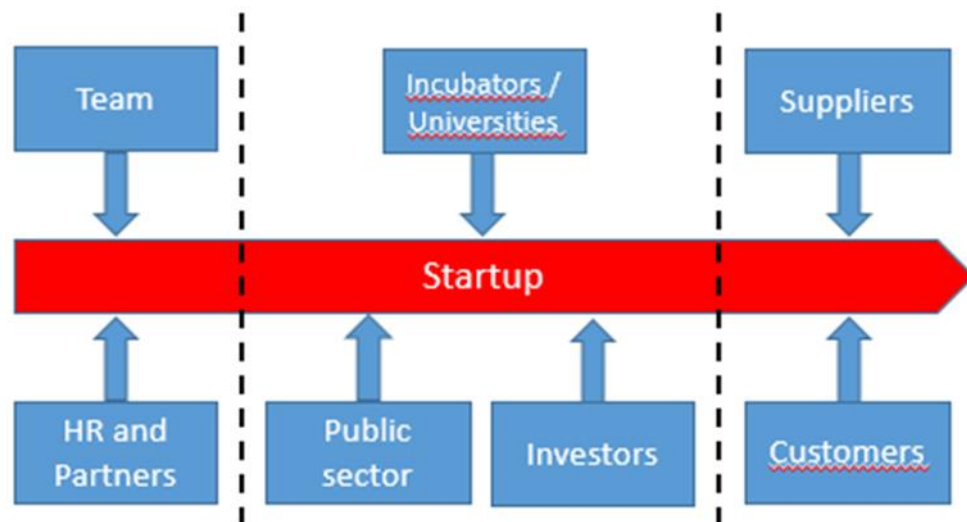 Team
Incubators /
Universities
Suppliers
Startup
HR and
Partners
Public
sector
Investors
Customers